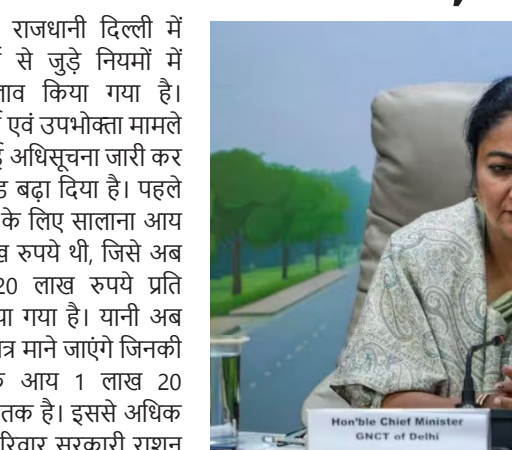 राजधानी दिल्ली में
से जुड़े नियमों में
किया गया है।
एवं उपभोक्ता मामले
अधिसूचना जारी कर
बढ़ा दिया है। पहले
के लिए सालाना आय
रुपये थी, जिसे अब
20 लाख रुपये प्रति
गया है। यानी अब
माने जाएंगे जिनकी
आय 1 लाख 20
तक है। इससे अधिक
सरकारी राशन
Hon'ble Chief Minister
GNCT of Delhi